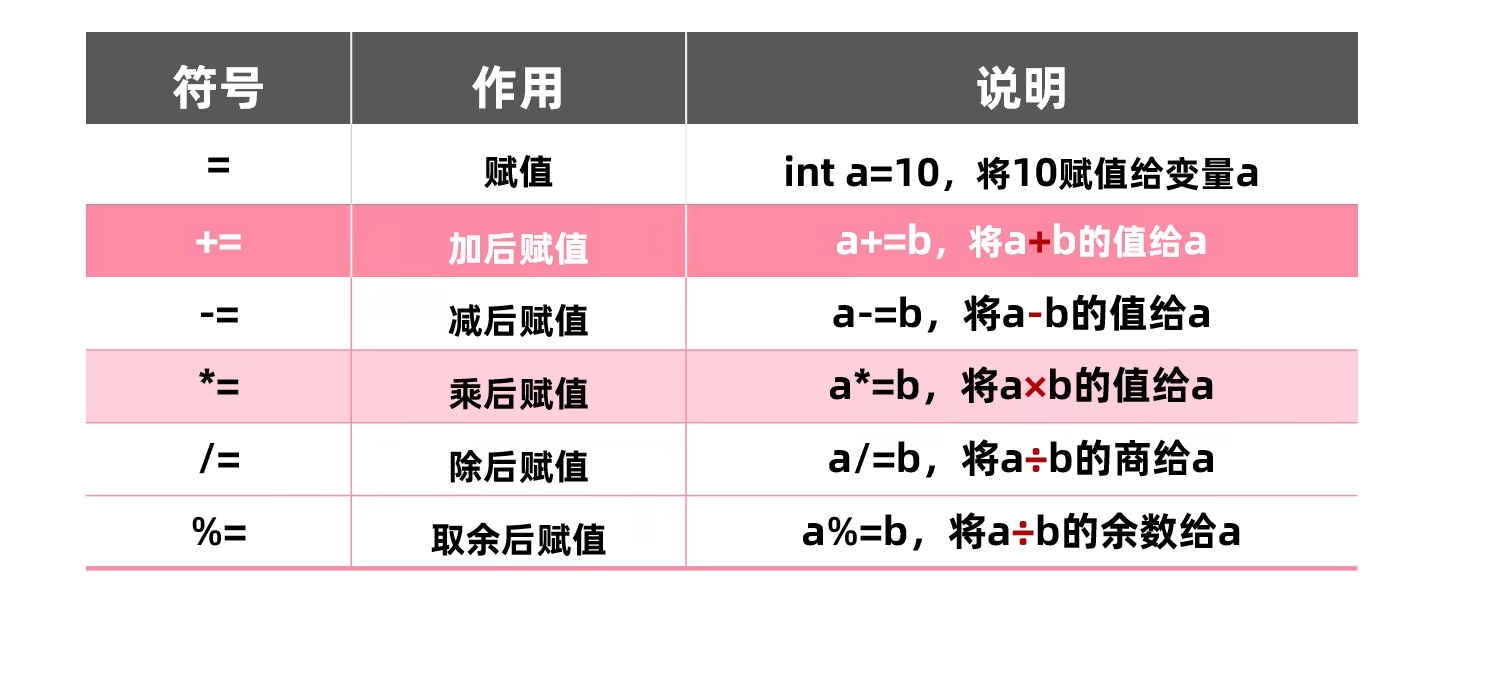 符号 作用 说明
= 赋值 int a=10，将10赋值给变量a
+= 加后赋值 a+=b，将a+b的值给a
-= 减后赋值 a-=b，将a-b的值给a
*= 乘后赋值 a*=b，将a×b的值给a
/= 除后赋值 a/=b，将a÷b的商给a
%= 取余后赋值 a%=b，将a÷b的余数给a